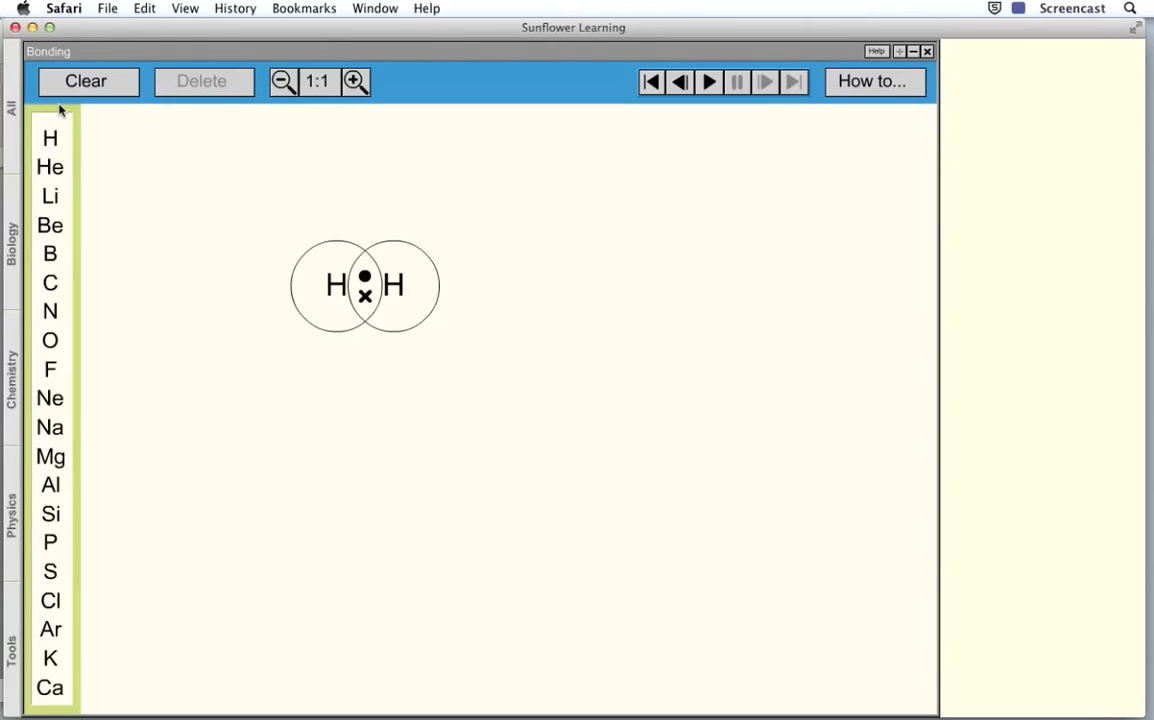 Safari File Edit View History Bookmarks Window Help Screencast
Sunflower Learning
Bonding Help
Clear Delete 1:1 How to...
All
Biology
Chemistry
Physics
Tools
H
He
Li
Be
B
C
N
O
F
Ne
Na
Mg
Al
Si
P
S
Cl
Ar
K
Ca
H H